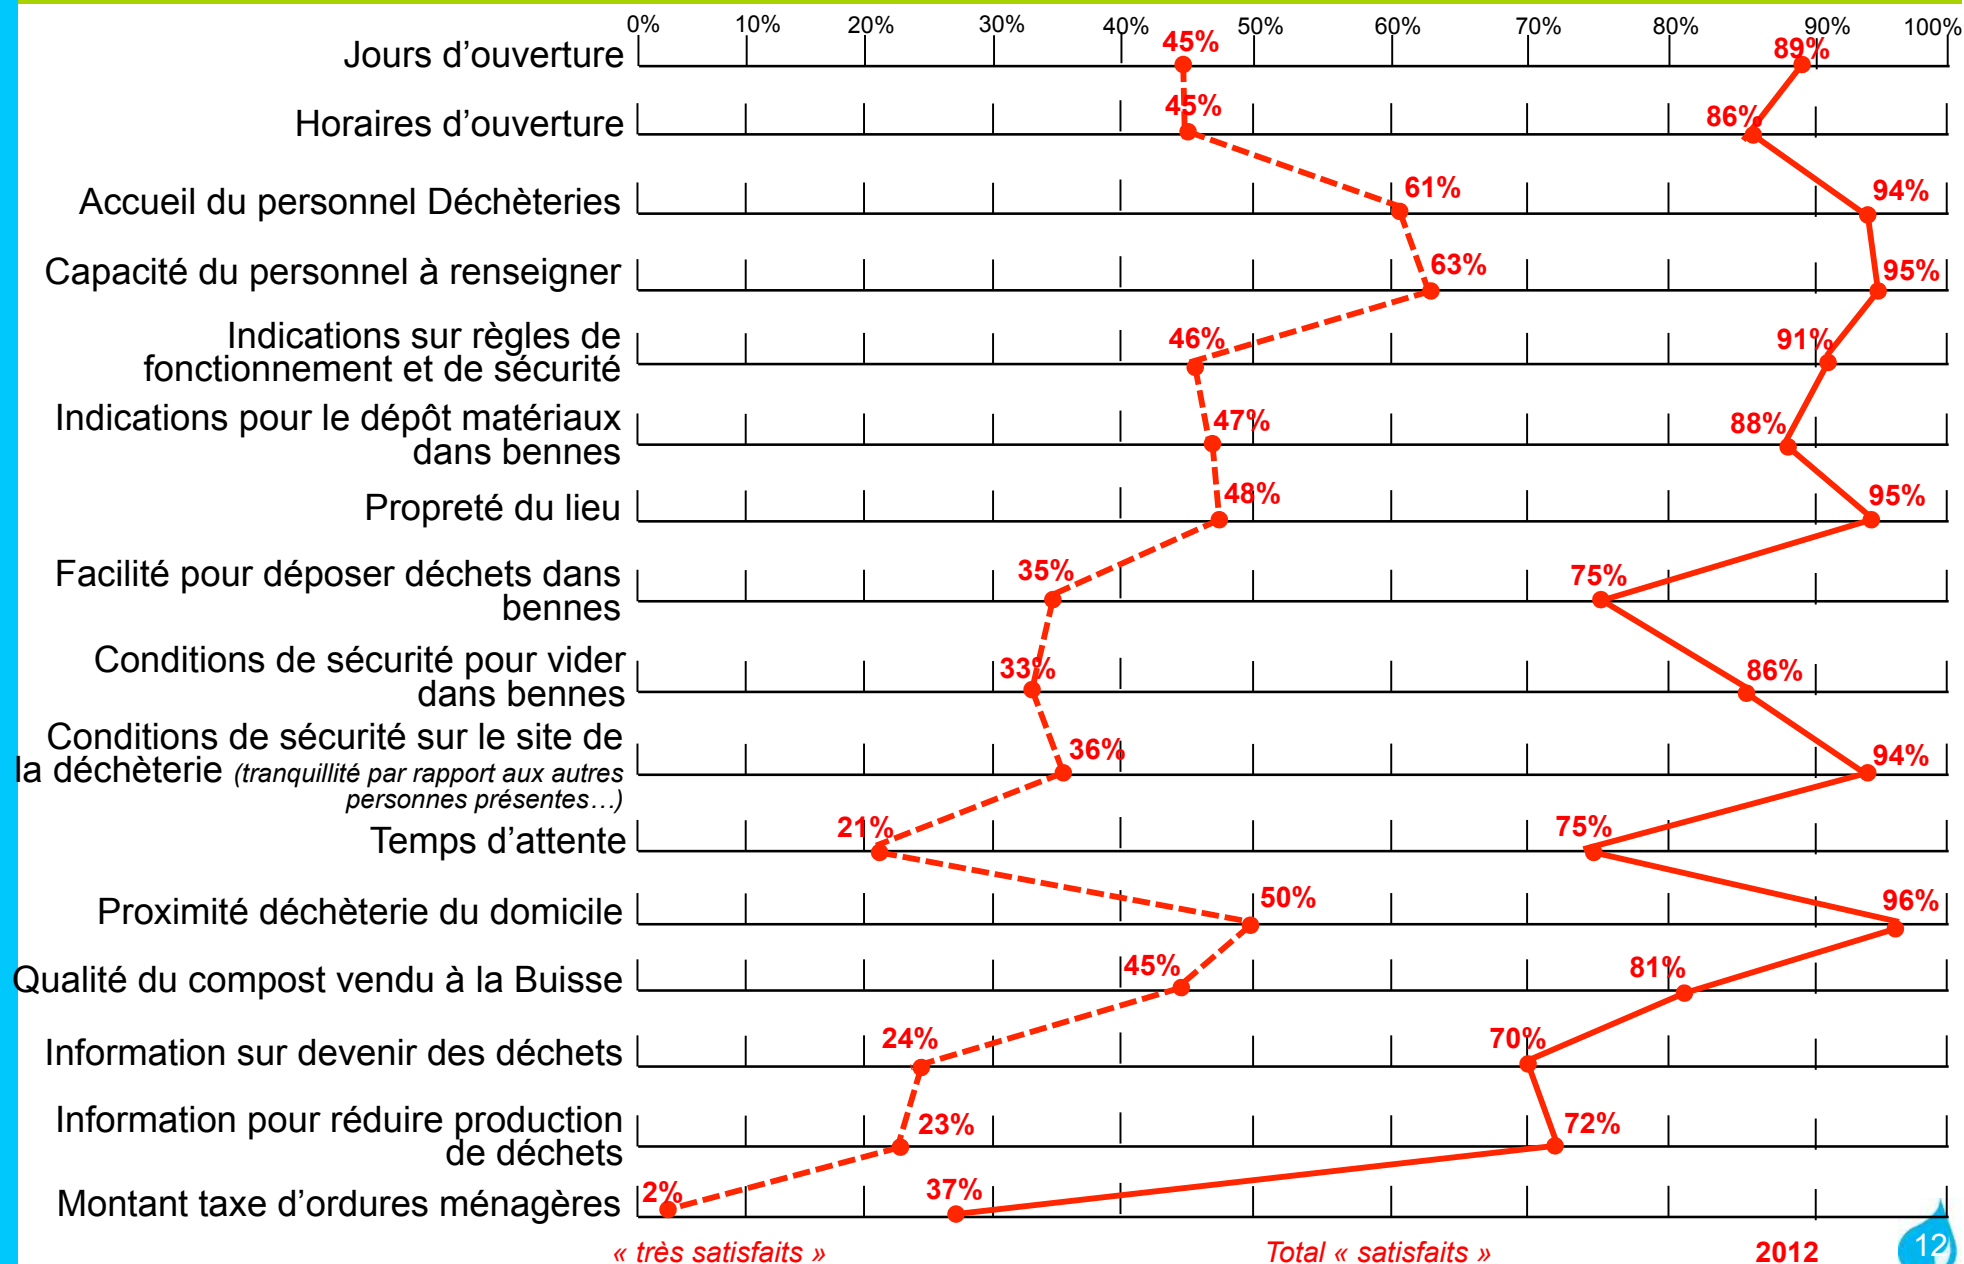 0% 10% 20% 30% 40% 50% 60% 70% 80% 90% 100%
Jours d’ouverture 45% 89%
Horaires d’ouverture 45% 86%
Accueil du personnel Déchèteries 61% 94%
Capacité du personnel à renseigner 63% 95%
Indications sur règles de
fonctionnement et de sécurité 46% 91%
Indications pour le dépôt matériaux
dans bennes 47% 88%
Propreté du lieu 48% 95%
Facilité pour déposer déchets dans
bennes 35% 75%
Conditions de sécurité pour vider
dans bennes 33% 86%
Conditions de sécurité sur le site de
la déchèterie (tranquillité par rapport aux autres
personnes présentes…) 36% 94%
Temps d’attente 21% 75%
Proximité déchèterie du domicile 50% 96%
Qualité du compost vendu à la Buisse 45% 81%
Information sur devenir des déchets 24% 70%
Information pour réduire production
de déchets 23% 72%
Montant taxe d’ordures ménagères 2% 37%
« très satisfaits » Total « satisfaits » 2012 12